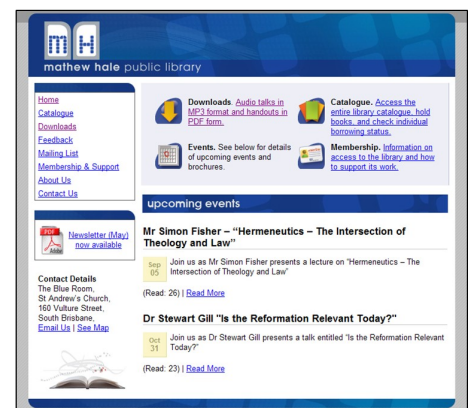 mH
mathew hale public library
Home
Catalogue
Downloads
Feedback
Mailing List
Membership & Support
About Us
Contact Us
Downloads. Audio talks in
MP3 format and handouts in
PDF form.
Catalogue. Access the
entire library catalogue, hold
books, and check individual
borrowing status.
Events. See below for details
of upcoming events and
brochures.
Membership. Information on
access to the library and how
to support its work.
PDF
Adobe
Newsletter (May)
now available
Contact Details
The Blue Room,
St Andrew's Church,
160 Vulture Street,
South Brisbane,
Email Us | See Map
upcoming events
Mr Simon Fisher – “Hermeneutics – The Intersection of
Theology and Law”
Sep
05
Join us as Mr Simon Fisher presents a lecture on “Hermeneutics – The
Intersection of Theology and Law”
(Read: 26) | Read More
Dr Stewart Gill "Is the Reformation Relevant Today?"
Oct
31
Join us as Dr Stewart Gill presents a talk entitled “Is the Reformation Relevant
Today?”
(Read: 23) | Read More